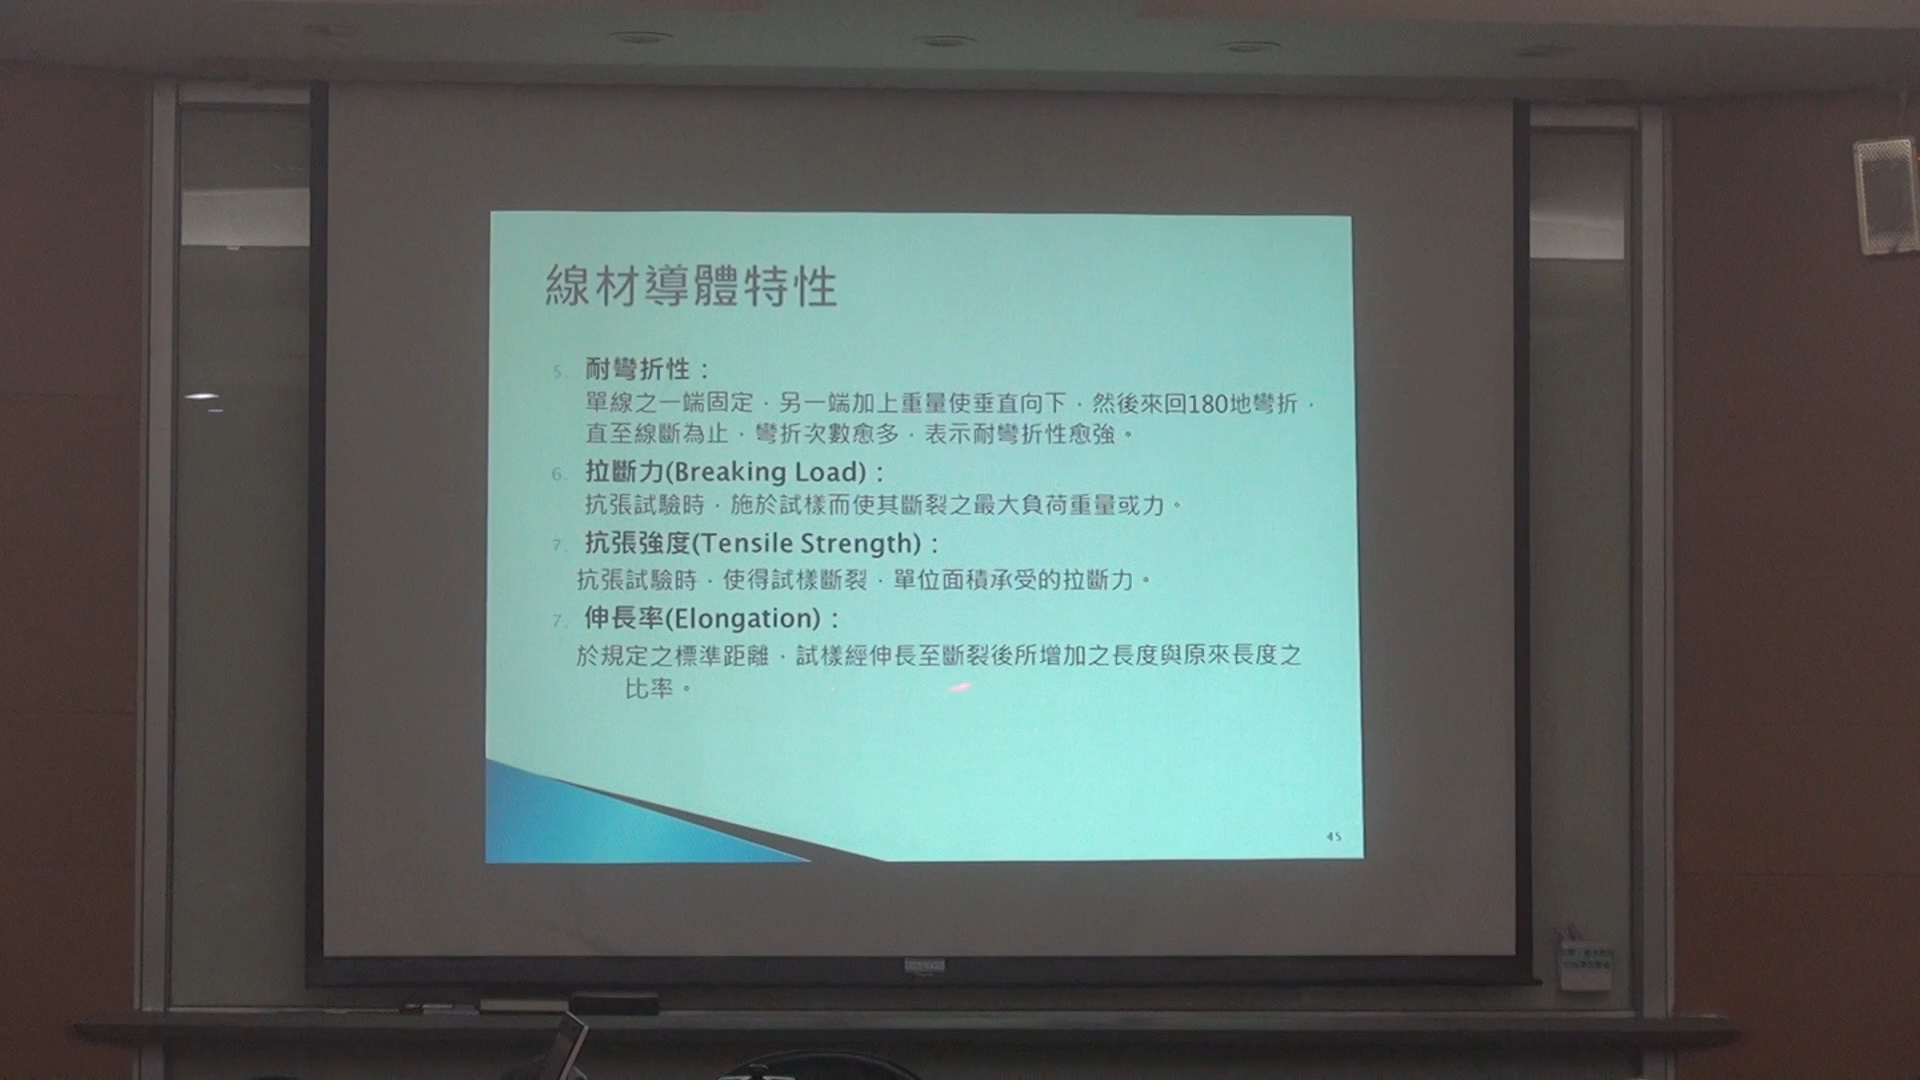 線材導體特性
5. 耐彎折性：
單線之一端固定，另一端加上重量使垂直向下，然後來回180地彎折，
直至線斷為止，彎折次數愈多，表示耐彎折性愈強。
6. 拉斷力(Breaking Load)：
抗張試驗時，施於試樣而使其斷裂之最大負荷重量或力。
7. 抗張強度(Tensile Strength)：
抗張試驗時，使得試樣斷裂，單位面積承受的拉斷力。
7. 伸長率(Elongation)：
於規定之標準距離，試樣經伸長至斷裂後所增加之長度與原來長度之
比率。
45